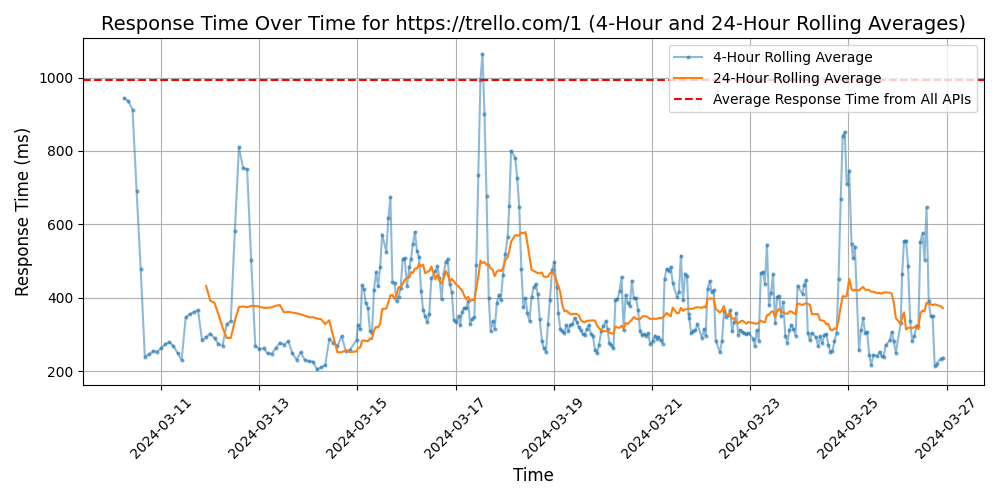 Response Time Over Time for https://trello.com/1 (4-Hour and 24-Hour Rolling Averages)
4-Hour Rolling Average
24-Hour Rolling Average
Average Response Time from All APIs
Response Time (ms)
1000
800
600
400
200
2024-03-11
2024-03-13
2024-03-15
2024-03-17
2024-03-19
2024-03-21
2024-03-23
2024-03-25
2024-03-27
Time